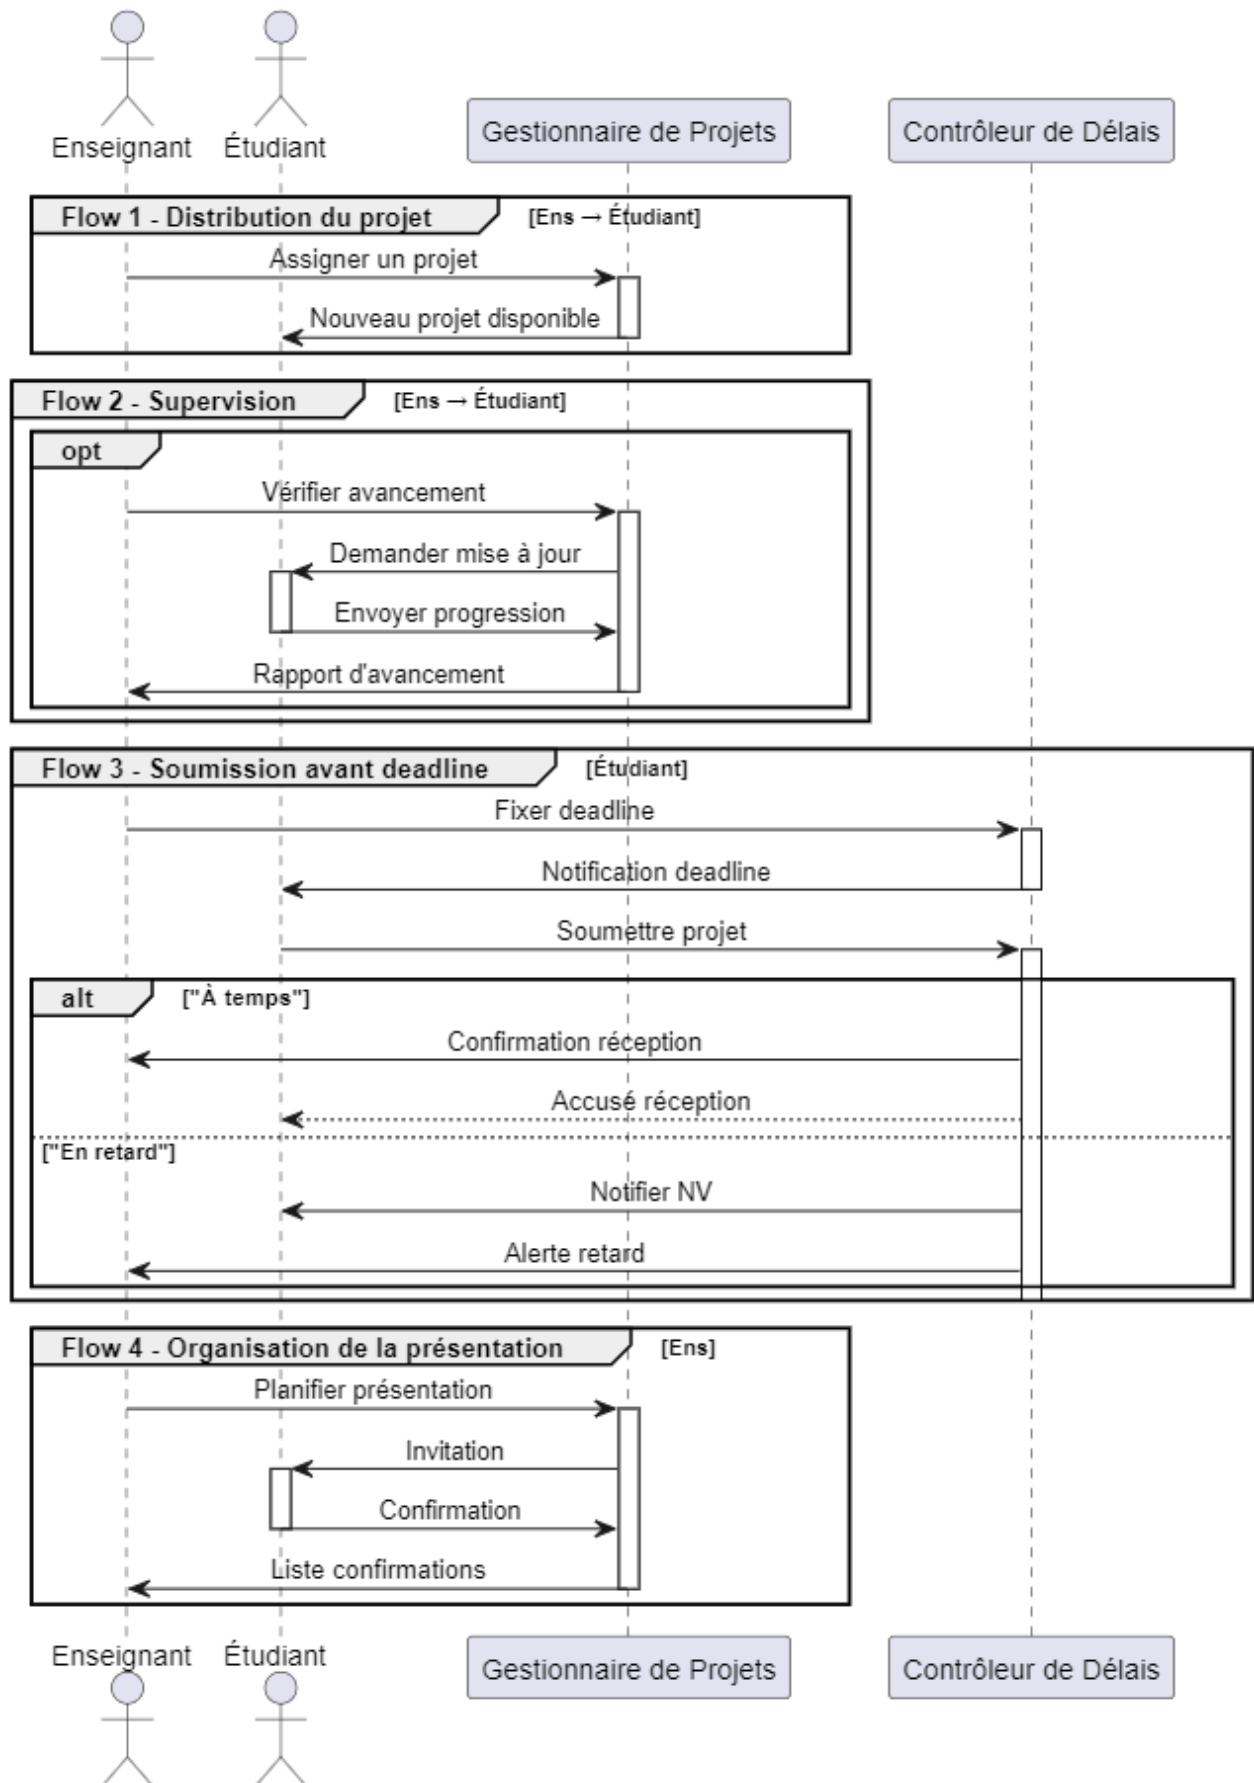 Enseignant
Étudiant
Gestionnaire de Projets
Contrôleur de Délais
Flow 1 - Distribution du projet
[Ens → Étudiant]
Assigner un projet
Nouveau projet disponible
Flow 2 - Supervision
[Ens → Étudiant]
opt
Vérifier avancement
Demander mise à jour
Envoyer progression
Rapport d'avancement
Flow 3 - Soumission avant deadline
[Étudiant]
Fixer deadline
Notification deadline
Soumettre projet
alt
["À temps"]
Confirmation réception
Accusé réception
["En retard"]
Notifier NV
Alerte retard
Flow 4 - Organisation de la présentation
[Ens]
Planifier présentation
Invitation
Confirmation
Liste confirmations
Enseignant
Étudiant
Gestionnaire de Projets
Contrôleur de Délais